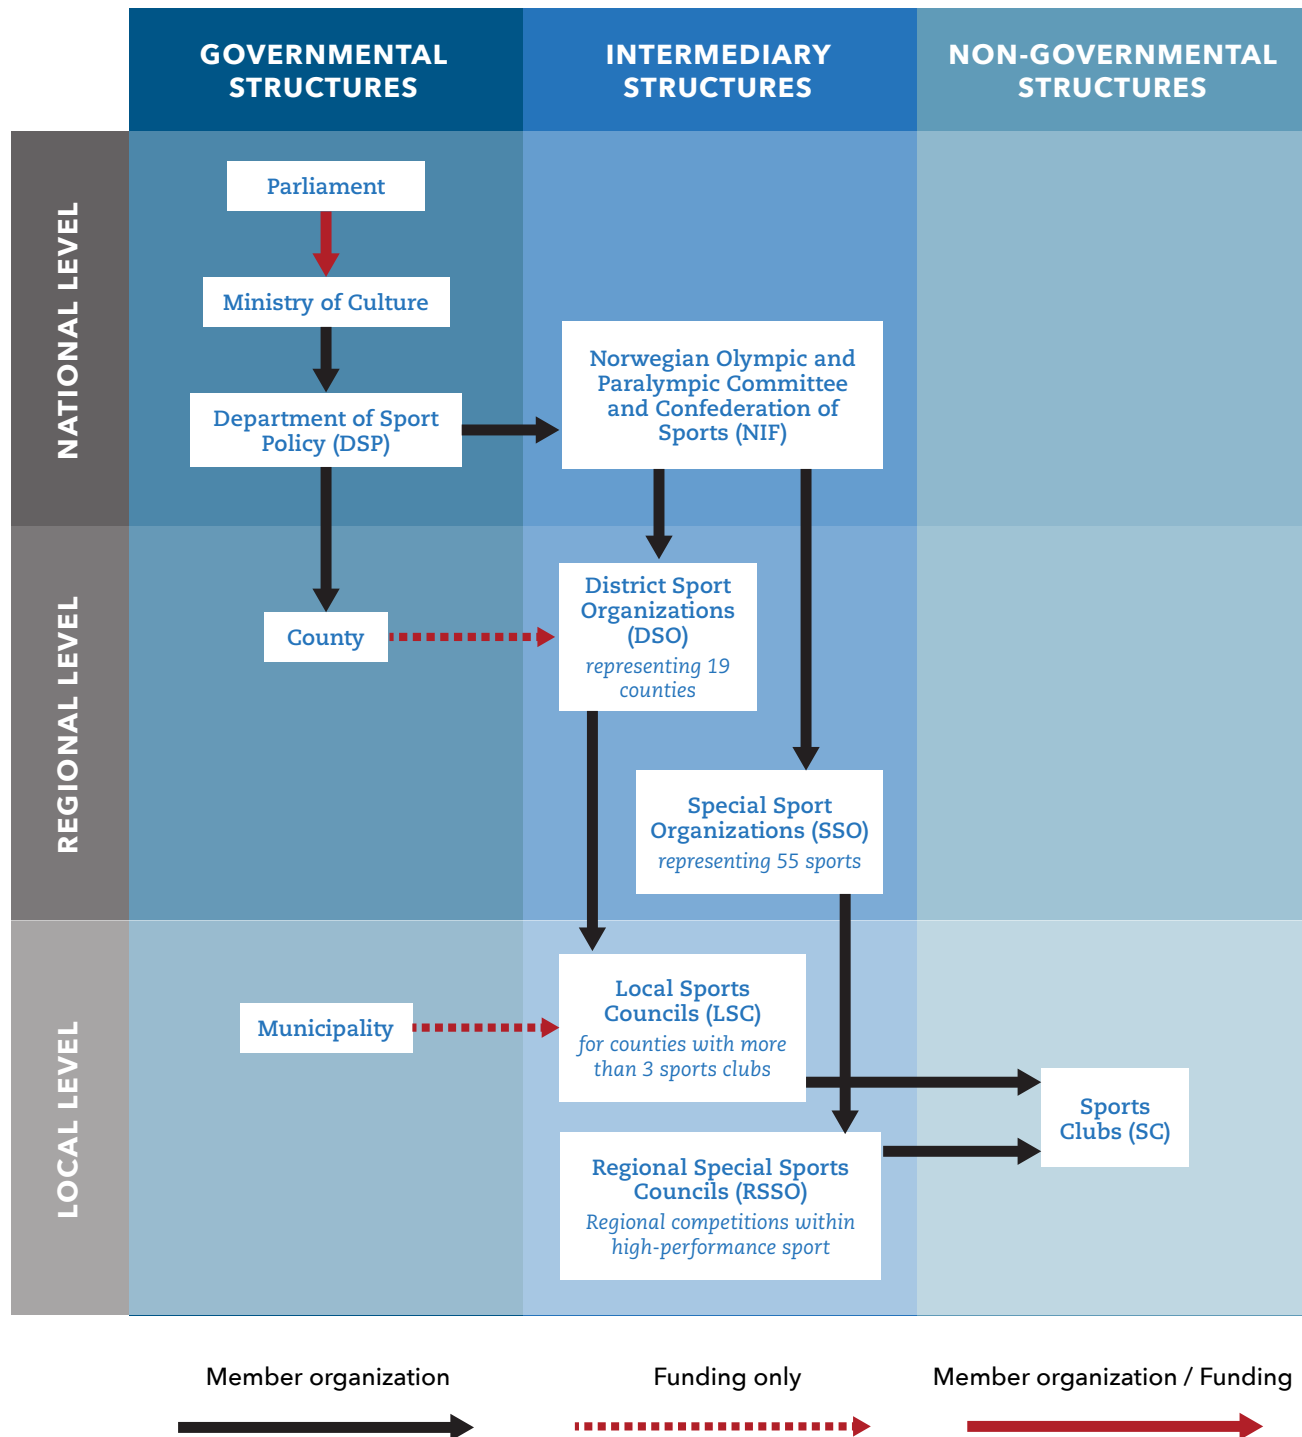 GOVERNMENTAL
STRUCTURES
INTERMEDIARY
STRUCTURES
NON-GOVERNMENTAL
STRUCTURES
NATIONAL LEVEL
Parliament
Ministry of Culture
Department of Sport
Policy (DSP)
Norwegian Olympic and
Paralympic Committee
and Confederation of
Sports (NIF)
REGIONAL LEVEL
County
District Sport
Organizations
(DSO)
representing 19
counties
Special Sport
Organizations (SSO)
representing 55 sports
LOCAL LEVEL
Municipality
Local Sports
Councils (LSC)
for counties with more
than 3 sports clubs
Sports
Clubs (SC)
Regional Special Sports
Councils (RSSO)
Regional competitions within
high-performance sport
Member organization
Funding only
Member organization / Funding